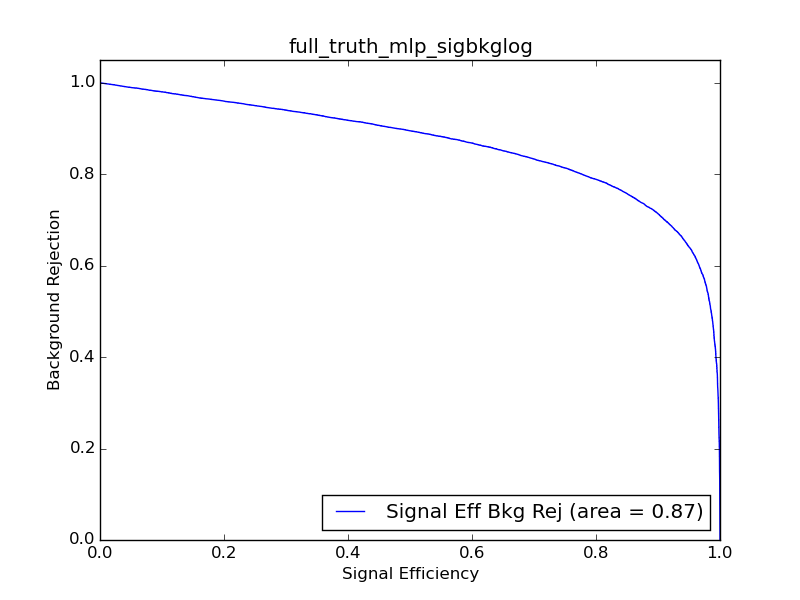 full_truth_mlp_sigbkglog
1.0
0.8
0.6
0.4
0.2
0.0
Background Rejection
Signal Eff Bkg Rej (area = 0.87)
0.0 0.2 0.4 0.6 0.8 1.0
Signal Efficiency